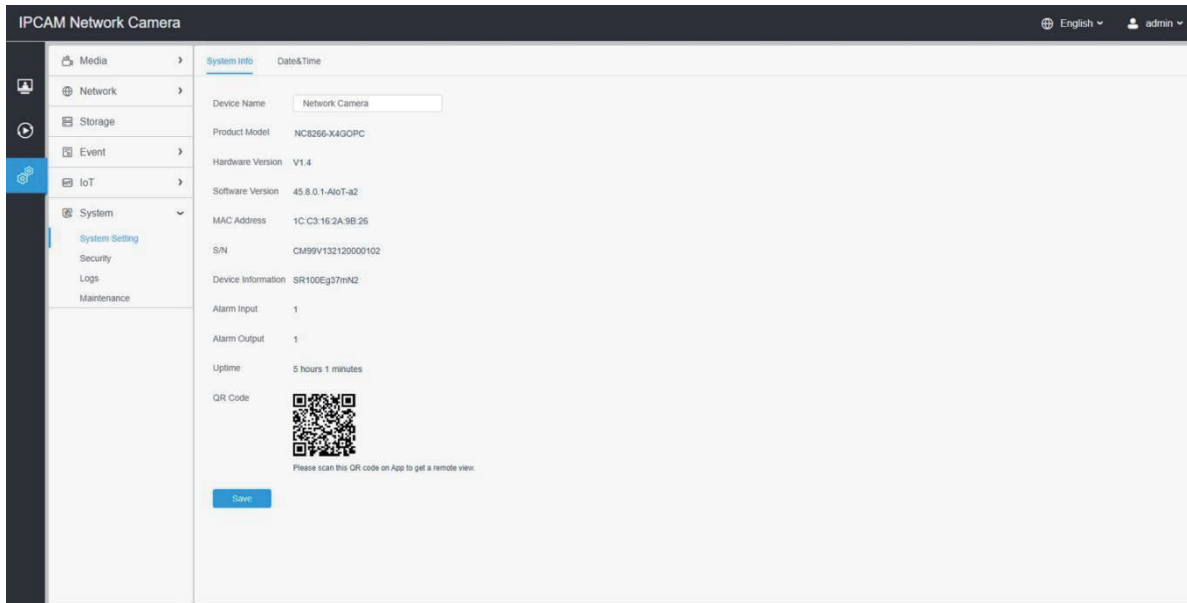 IPCAM Network Camera
English
admin
Media
Network
Storage
Event
IoT
System
System Setting
Security
Logs
Maintenance
System Info
Date&Time
Device Name Network Camera
Product Model NC8266-X4GOPC
Hardware Version V1.4
Software Version 45.8.0.1-AIoT-a2
MAC Address 1C:C3:16:2A:9B:26
S/N CM99V132120000102
Device Information SR100Eg37mN2
Alarm Input 1
Alarm Output 1
Uptime 5 hours 1 minutes
QR Code
Please scan this QR code on App to get a remote view.
Save